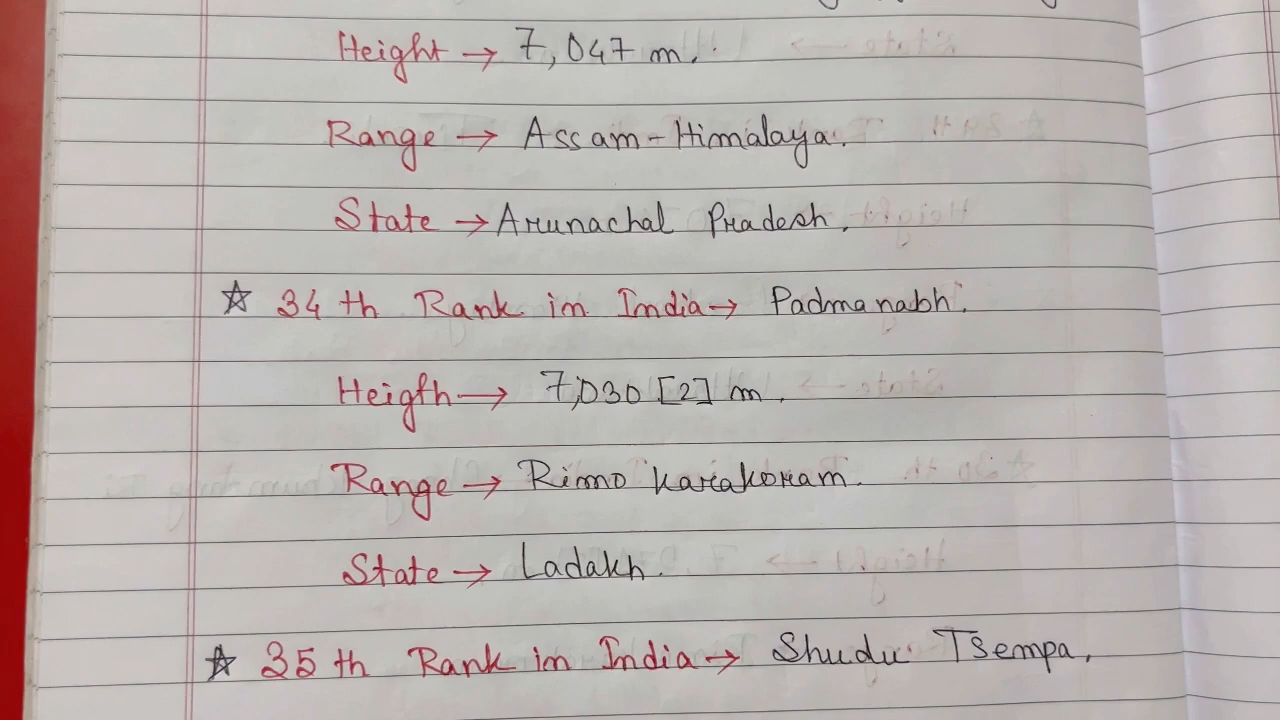 Height → 7,047 m.
Range → Assam-Himalaya.
State → Arunachal Pradesh.
☆ 34 th Rank in India → Padmanabh.
Heigth → 7,030 [2] m.
Range → Rimo Karakoram.
State → Ladakh.
☆ 35 th Rank in India → Shudu Tsempa.